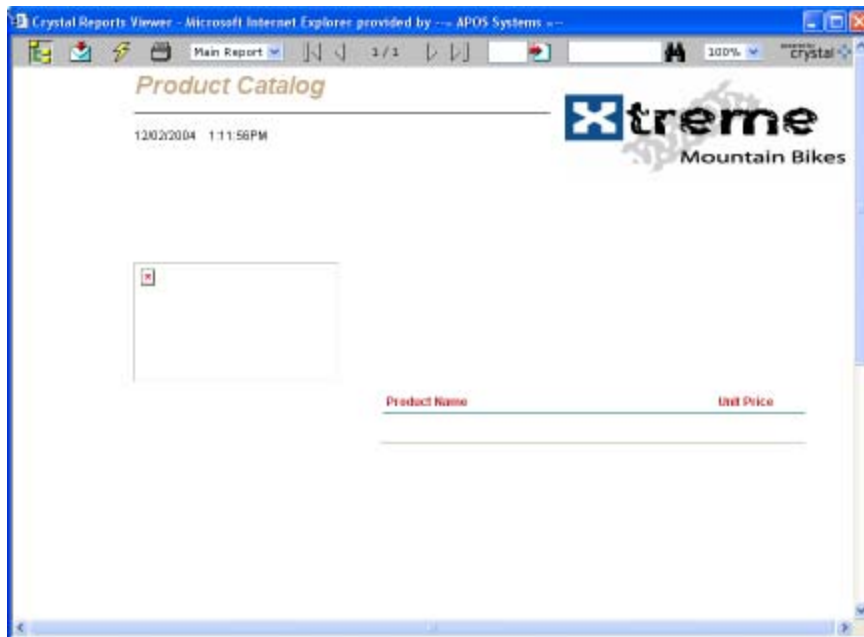 Crystal Reports Viewer - Microsoft Internet Explorer provided by --= APOS Systems =--
Main Report 1/1 100% crystal
Product Catalog
Xtreme
12/02/2004 1:11:56PM
Mountain Bikes
Product Name Unit Price